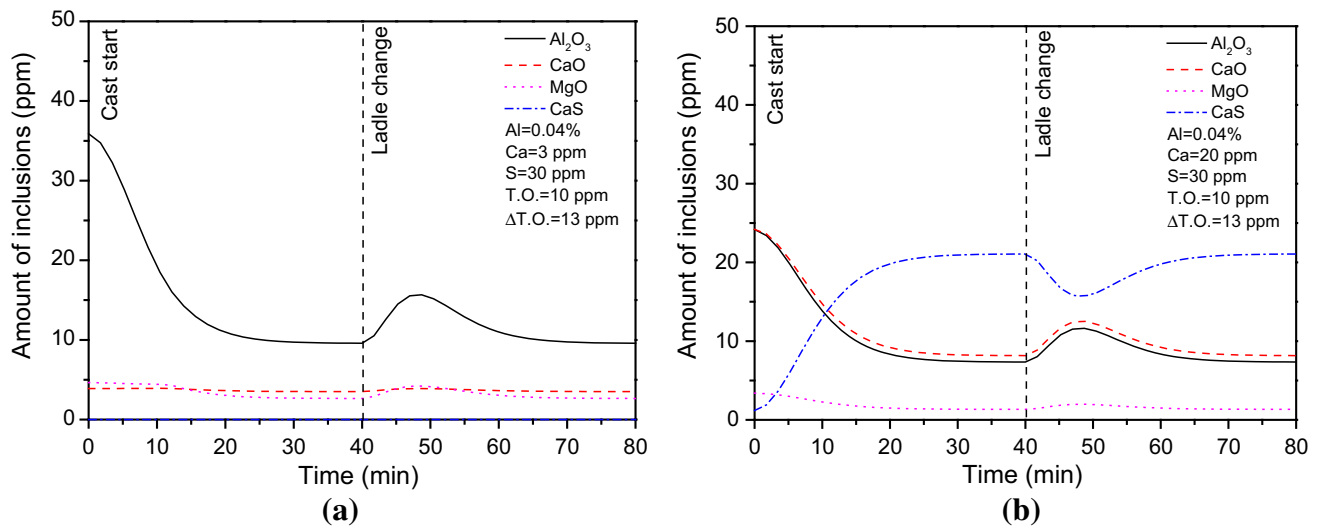 50
40
30
20
10
0
Amount of inclusions (ppm)
Cast start
Ladle change
Al₂O₃
CaO
MgO
CaS
Al=0.04%
Ca=3 ppm
S=30 ppm
T.O.=10 ppm
ΔT.O.=13 ppm
0 10 20 30 40 50 60 70 80
Time (min)
(a)
50
40
30
20
10
0
Amount of inclusions (ppm)
Cast start
Ladle change
Al₂O₃
CaO
MgO
CaS
Al=0.04%
Ca=20 ppm
S=30 ppm
T.O.=10 ppm
ΔT.O.=13 ppm
0 10 20 30 40 50 60 70 80
Time (min)
(b)